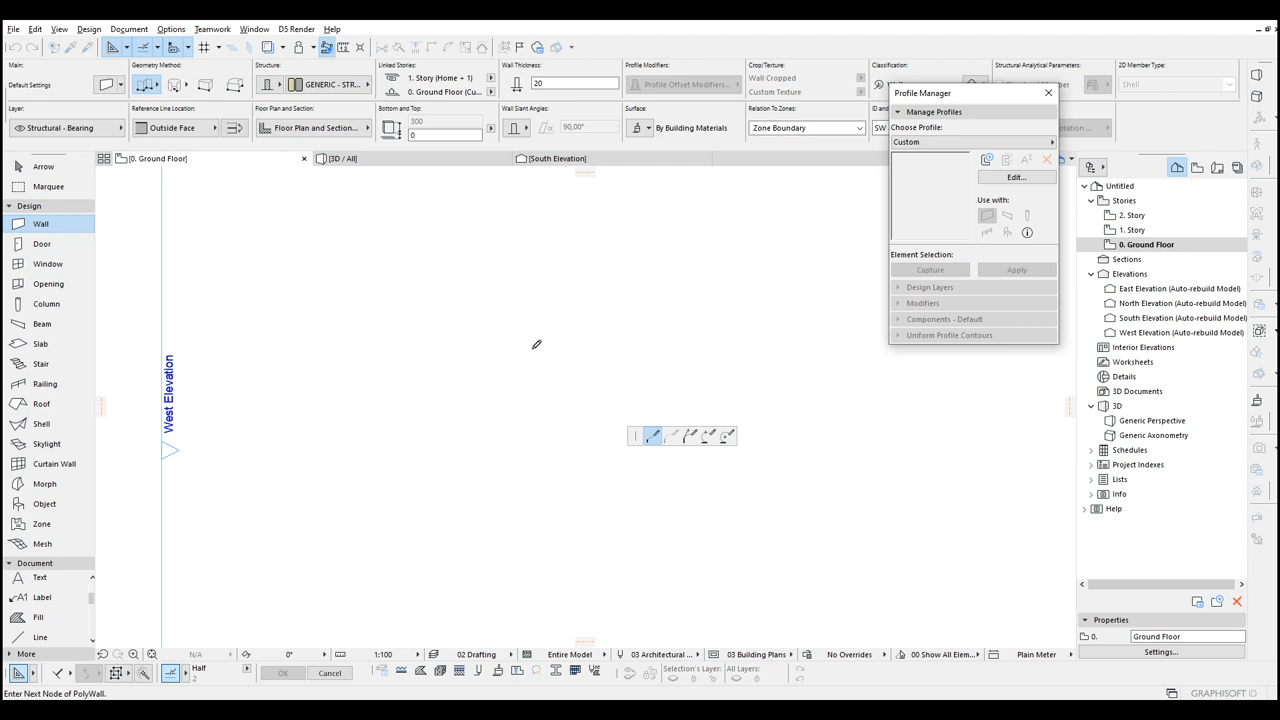 File Edit View Design Document Options Teamwork Window D5 Render Help
Main: Geometry Method: Structure: Linked Stories: Wall Thickness: Profile Modifiers: Crop/Texture: Classification: Structural Analytical Parameters: 2D Member Type:
Default Settings GENERIC - STR... 1. Story (Home + 1) 20 Profile Offset Modifiers... Wall Cropped Shell
0. Ground Floor (Cu... Custom Texture
Layer: Reference Line Location: Floor Plan and Section: Bottom and Top: Wall Slant Angles: Surface: Relation To Zones: ID and
Structural - Bearing Outside Face Floor Plan and Section... 300 90,00° By Building Materials Zone Boundary SW
0
[0. Ground Floor] [3D / All] [South Elevation]
Arrow
Marquee
Design
Wall
Door
Window
Opening
Column
Beam
Slab
Stair
Railing
Roof
Shell
Skylight
Curtain Wall
Morph
Object
Zone
Mesh
Document
Text
Label
Fill
Line
More
West Elevation
Profile Manager
Manage Profiles
Choose Profile:
Custom
Edit...
Use with:
Element Selection:
Capture Apply
Design Layers
Modifiers
Components - Default
Uniform Profile Contours
Untitled
Stories
2. Story
1. Story
0. Ground Floor
Sections
Elevations
East Elevation (Auto-rebuild Model)
North Elevation (Auto-rebuild Model)
South Elevation (Auto-rebuild Model)
West Elevation (Auto-rebuild Model)
Interior Elevations
Worksheets
Details
3D Documents
3D
Generic Perspective
Generic Axonometry
Schedules
Project Indexes
Lists
Info
Help
Properties
0. Ground Floor
Settings...
N/A 0° 1:100 02 Drafting Entire Model 03 Architectural ... 03 Building Plans No Overrides 00 Show All Elem... Plain Meter
Half
2
OK Cancel Selection's Layer: All Layers:
Enter Next Node of PolyWall.
GRAPHISOFT ID